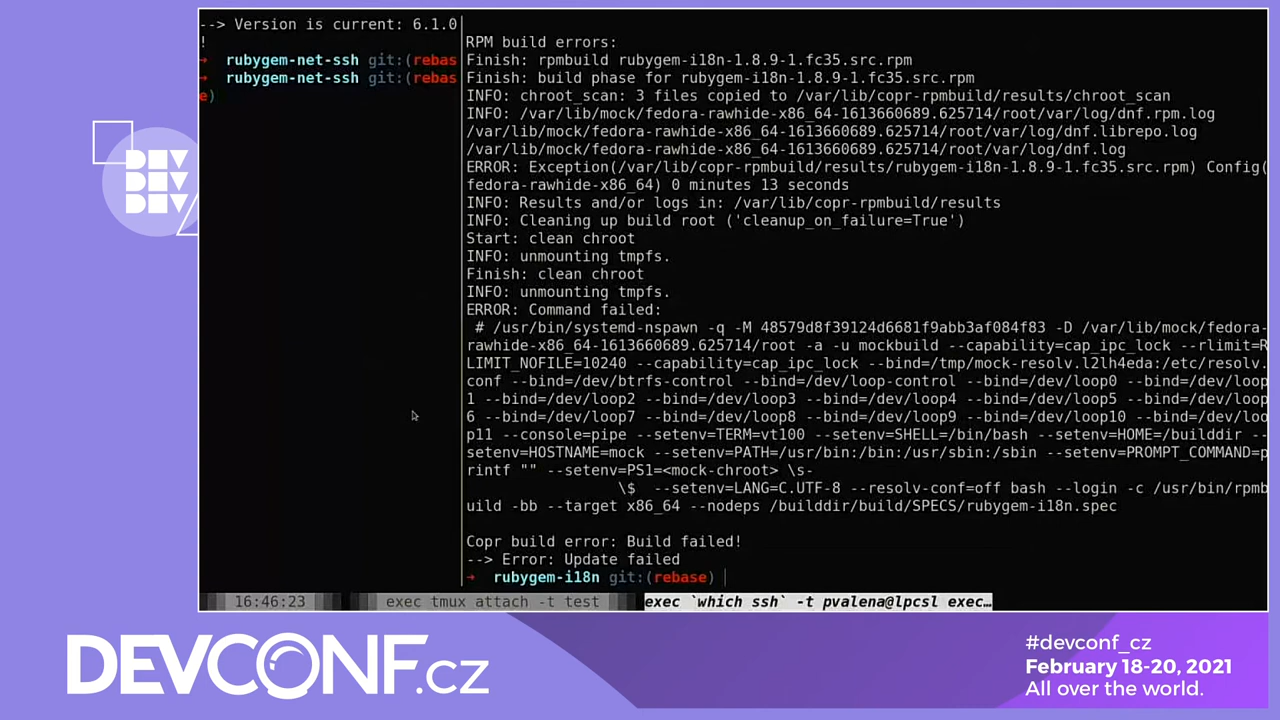 --> Version is current: 6.1.0
!
→ rubygem-net-ssh git:(rebas
→ rubygem-net-ssh git:(rebas
e)
DEV
DEV
DEV
RPM build errors:
Finish: rpmbuild rubygem-i18n-1.8.9-1.fc35.src.rpm
Finish: build phase for rubygem-i18n-1.8.9-1.fc35.src.rpm
INFO: chroot_scan: 3 files copied to /var/lib/copr-rpmbuild/results/chroot_scan
INFO: /var/lib/mock/fedora-rawhide-x86_64-1613660689.625714/root/var/log/dnf.rpm.log
/var/lib/mock/fedora-rawhide-x86_64-1613660689.625714/root/var/log/dnf.librepo.log
/var/lib/mock/fedora-rawhide-x86_64-1613660689.625714/root/var/log/dnf.log
ERROR: Exception(/var/lib/copr-rpmbuild/results/rubygem-i18n-1.8.9-1.fc35.src.rpm) Config(
fedora-rawhide-x86_64) 0 minutes 13 seconds
INFO: Results and/or logs in: /var/lib/copr-rpmbuild/results
INFO: Cleaning up build root ('cleanup_on_failure=True')
Start: clean chroot
INFO: unmounting tmpfs.
Finish: clean chroot
INFO: unmounting tmpfs.
ERROR: Command failed:
# /usr/bin/systemd-nspawn -q -M 48579d8f39124d6681f9abb3af084f83 -D /var/lib/mock/fedora-
rawhide-x86_64-1613660689.625714/root -a -u mockbuild --capability=cap_ipc_lock --rlimit=R
LIMIT_NOFILE=10240 --capability=cap_ipc_lock --bind=/tmp/mock-resolv.l2lh4eda:/etc/resolv.
conf --bind=/dev/btrfs-control --bind=/dev/loop-control --bind=/dev/loop0 --bind=/dev/loop
1 --bind=/dev/loop2 --bind=/dev/loop3 --bind=/dev/loop4 --bind=/dev/loop5 --bind=/dev/loop
6 --bind=/dev/loop7 --bind=/dev/loop8 --bind=/dev/loop9 --bind=/dev/loop10 --bind=/dev/loo
p11 --console=pipe --setenv=TERM=vt100 --setenv=SHELL=/bin/bash --setenv=HOME=/builddir --
setenv=HOSTNAME=mock --setenv=PATH=/usr/bin:/bin:/usr/sbin:/sbin --setenv=PROMPT_COMMAND=p
rintf "" --setenv=PS1=<mock-chroot> \s-
\$ --setenv=LANG=C.UTF-8 --resolv-conf=off bash --login -c /usr/bin/rpmb
uild -bb --target x86_64 --nodeps /builddir/build/SPECS/rubygem-i18n.spec
Copr build error: Build failed!
--> Error: Update failed
→ rubygem-i18n git:(rebase)
16:46:23 exec tmux attach -t test exec `which ssh` -t pvalena@lpcsl exec…
DEVCONF.cz
#devconf_cz
February 18-20, 2021
All over the world.